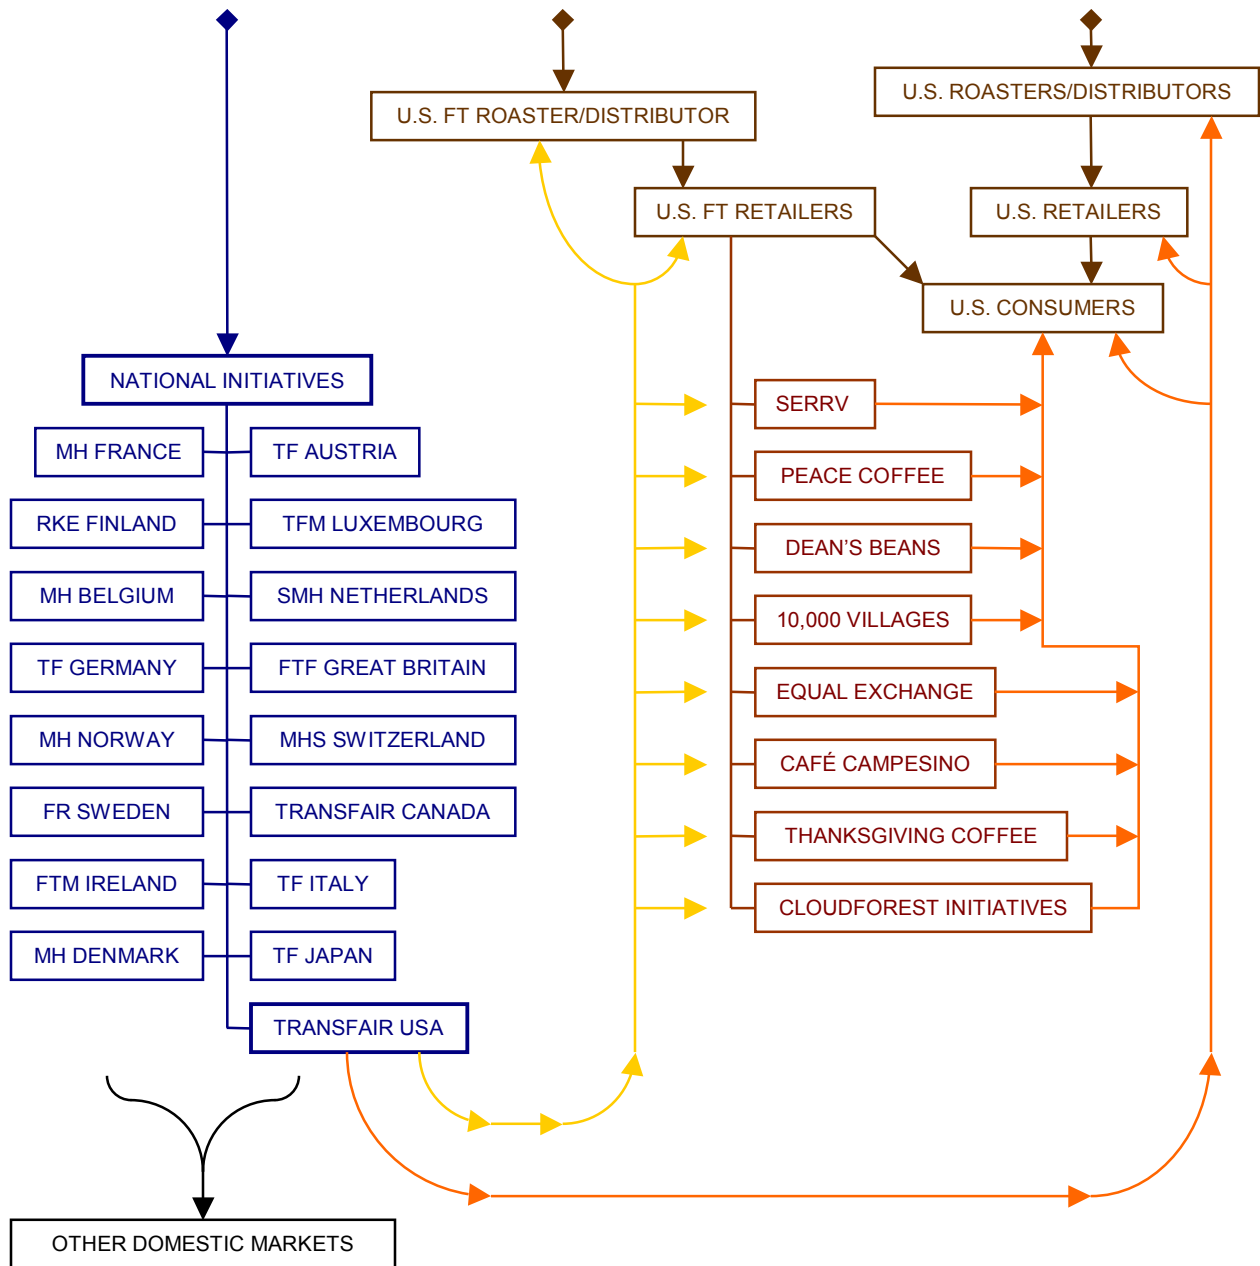 U.S. ROASTERS/DISTRIBUTORS
U.S. FT ROASTER/DISTRIBUTOR
U.S. FT RETAILERS
U.S. RETAILERS
U.S. CONSUMERS
NATIONAL INITIATIVES
MH FRANCE
TF AUSTRIA
RKE FINLAND
TFM LUXEMBOURG
MH BELGIUM
SMH NETHERLANDS
TF GERMANY
FTF GREAT BRITAIN
MH NORWAY
MHS SWITZERLAND
FR SWEDEN
TRANSFAIR CANADA
FTM IRELAND
TF ITALY
MH DENMARK
TF JAPAN
TRANSFAIR USA
SERRV
PEACE COFFEE
DEAN’S BEANS
10,000 VILLAGES
EQUAL EXCHANGE
CAFÉ CAMPESINO
THANKSGIVING COFFEE
CLOUDFOREST INITIATIVES
OTHER DOMESTIC MARKETS